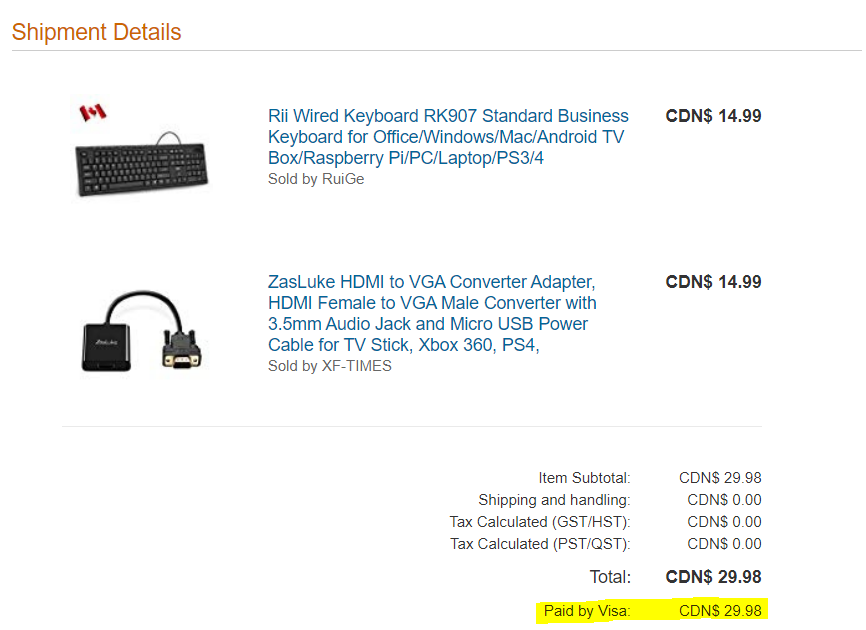 Shipment Details
Rii Wired Keyboard RK907 Standard Business
Keyboard for Office/Windows/Mac/Android TV
Box/Raspberry Pi/PC/Laptop/PS3/4
Sold by RuiGe
CDN$ 14.99
ZasLuke HDMI to VGA Converter Adapter,
HDMI Female to VGA Male Converter with
3.5mm Audio Jack and Micro USB Power
Cable for TV Stick, Xbox 360, PS4,
Sold by XF-TIMES
CDN$ 14.99
ZasLuke
Item Subtotal: CDN$ 29.98
Shipping and handling: CDN$ 0.00
Tax Calculated (GST/HST): CDN$ 0.00
Tax Calculated (PST/QST): CDN$ 0.00
Total: CDN$ 29.98
Paid by Visa: CDN$ 29.98